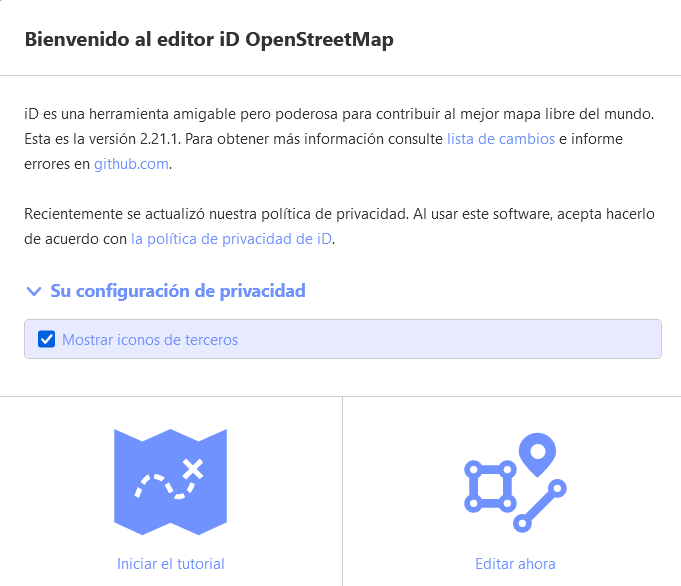 Bienvenido al editor iD OpenStreetMap
iD es una herramienta amigable pero poderosa para contribuir al mejor mapa libre del mundo.
Esta es la versión 2.21.1. Para obtener más información consulte lista de cambios e informe
errores en github.com.
Recientemente se actualizó nuestra política de privacidad. Al usar este software, acepta hacerlo
de acuerdo con la política de privacidad de iD.
Su configuración de privacidad
Mostrar iconos de terceros
Iniciar el tutorial
Editar ahora